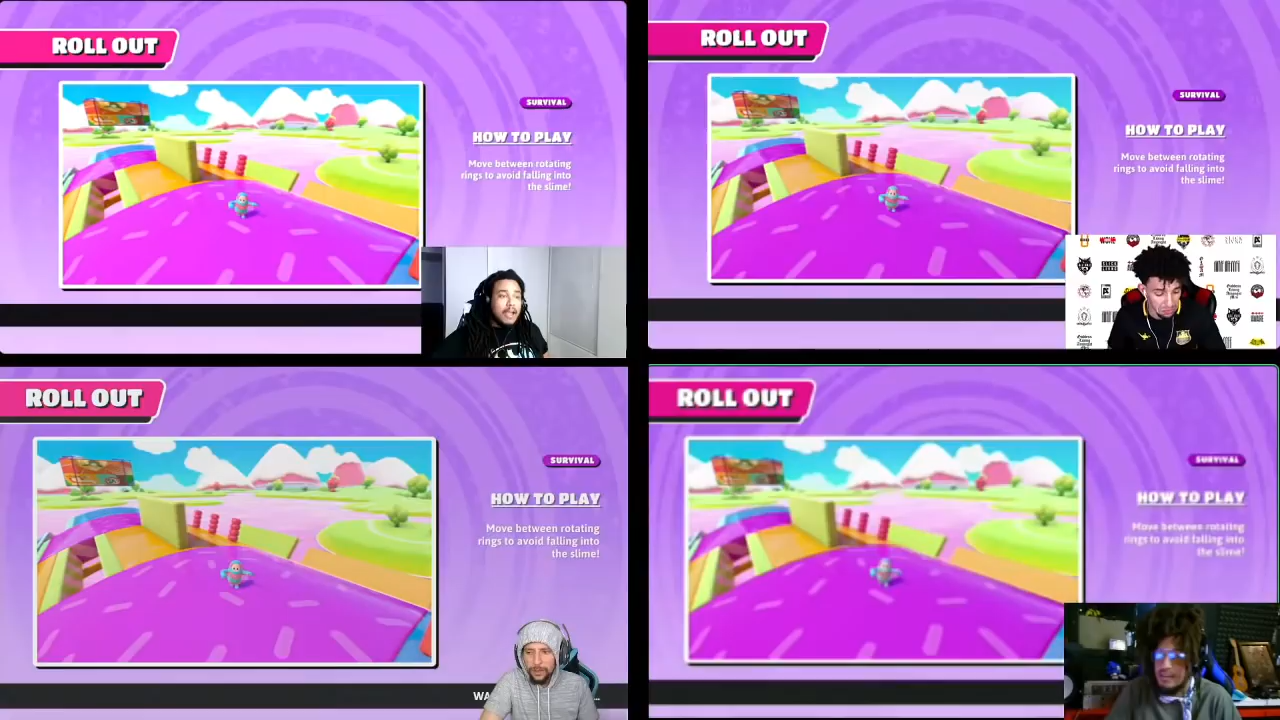 ROLL OUT
SURVIVAL
HOW TO PLAY
Move between rotating
rings to avoid falling into
the slime!
ROLL OUT
SURVIVAL
HOW TO PLAY
Move between rotating
rings to avoid falling into
the slime!
ROLL OUT
SURVIVAL
HOW TO PLAY
Move between rotating
rings to avoid falling into
the slime!
WA
ROLL OUT
SURVIVAL
HOW TO PLAY
Move between rotating
rings to avoid falling into
the slime!